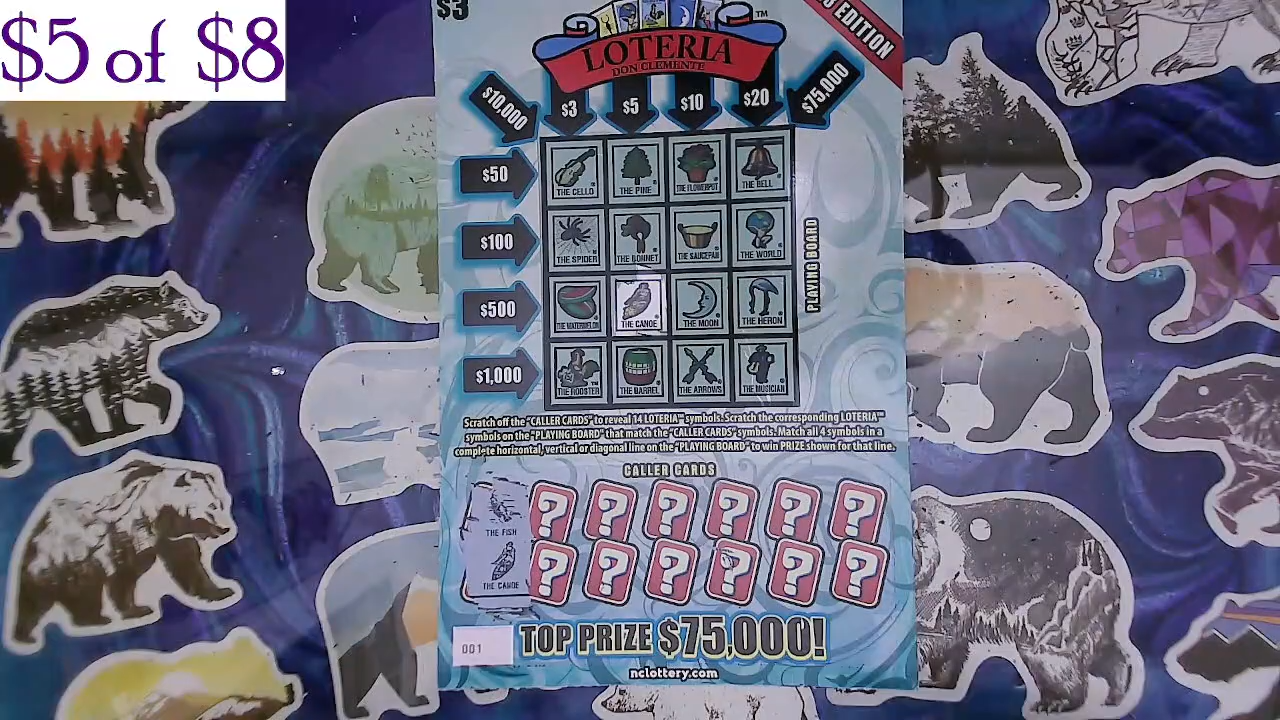 $5 of $8
$3
EDITION
LOTERIA™
DON CLEMENTE
$10,000 $3 $5 $10 $20 $75,000
$50
THE CELLO THE PINE THE FLOWERPOT THE BELL
$100
THE SPIDER THE BONNET THE SAUCEPAN THE WORLD
$500
THE WATERMELON THE CANOE THE MOON THE HERON
$1,000
THE ROOSTER THE BARREL THE ARROWS THE MUSICIAN
PLAYING BOARD
Scratch off the "CALLER CARDS" to reveal 14 LOTERIA™ symbols. Scratch the corresponding LOTERIA™
symbols on the "PLAYING BOARD" that match the "CALLER CARDS" symbols. Match all 4 symbols in a
complete horizontal, vertical or diagonal line on the "PLAYING BOARD" to win PRIZE shown for that line.
CALLER CARDS
? ? ? ? ? ?
THE FISH
? ? ? ? ? ?
THE CANOE
001
TOP PRIZE $75,000!
nclottery.com